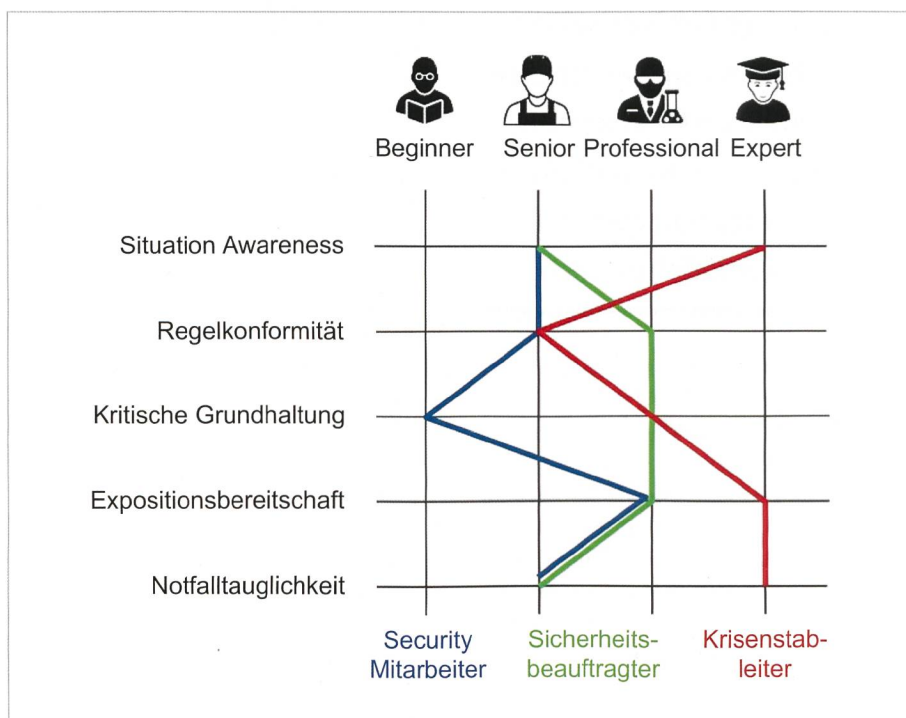 Beginner Senior Professional Expert
Situation Awareness
Regelkonformität
Kritische Grundhaltung
Expositionsbereitschaft
Notfalltauglichkeit
Security
Mitarbeiter
Sicherheits-
beauftragter
Krisenstab-
leiter